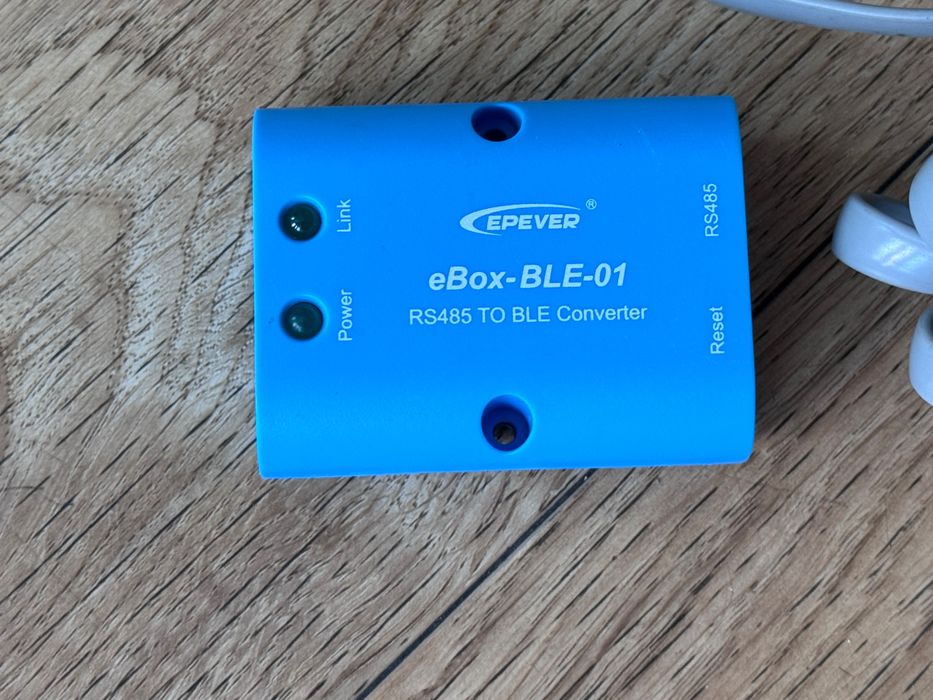 EPEVER®
eBox-BLE-01
RS485 TO BLE Converter
Link
Power
RS485
Reset